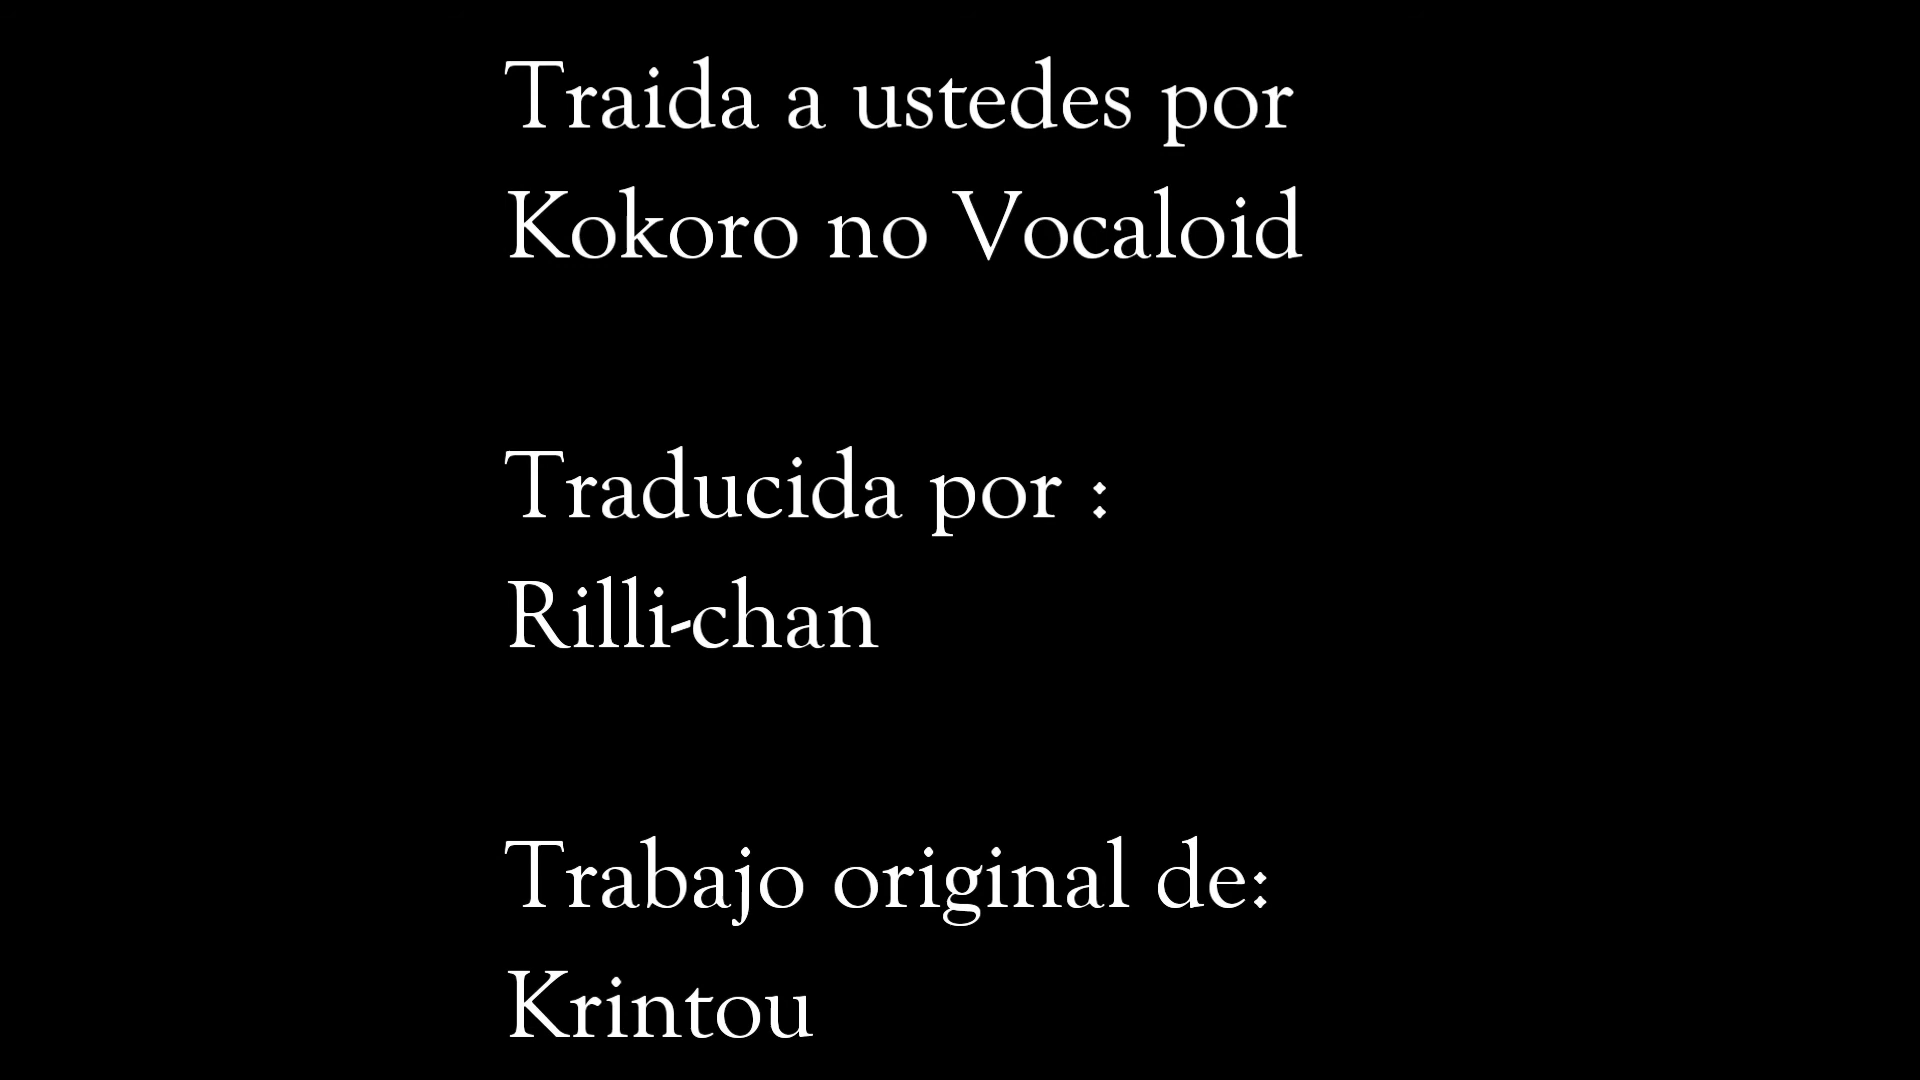 Traida a ustedes por
Kokoro no Vocaloid
Traducida por :
Rilli-chan
Trabajo original de:
Krintou